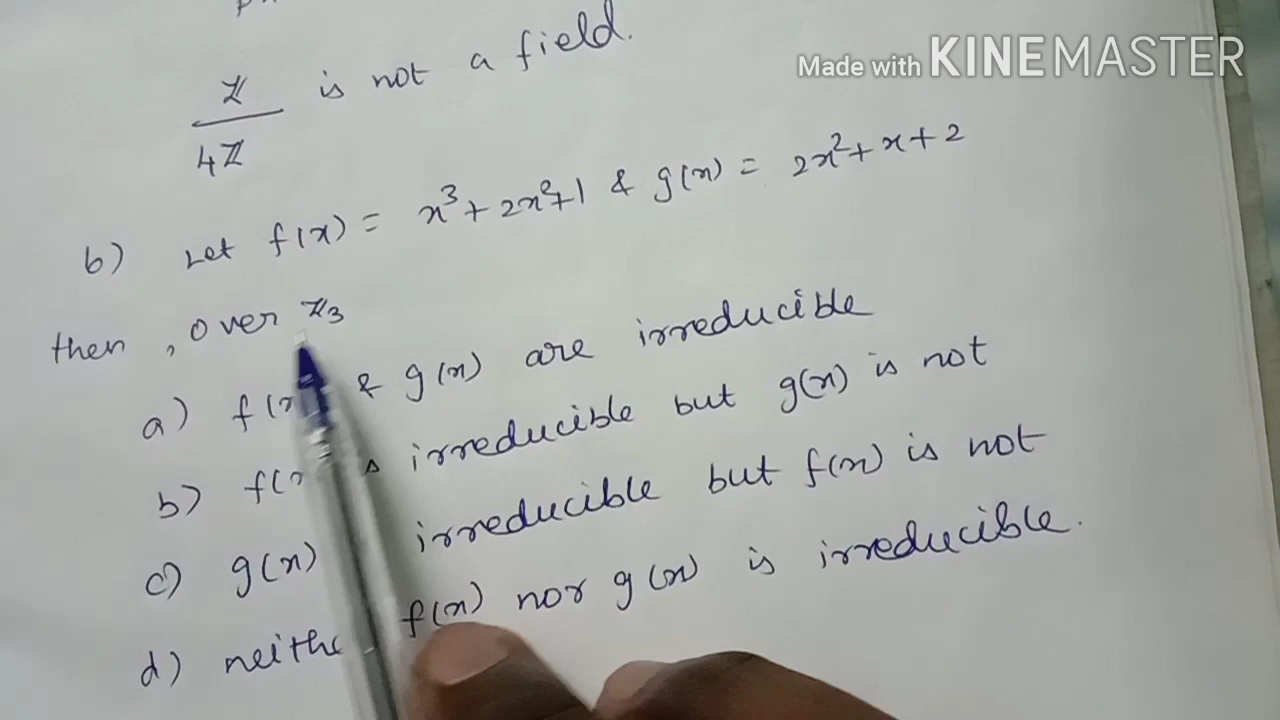 Made with KINEMASTER
ℤ/4ℤ is not a field.
6) Let f(x) = x³ + 2x² + 1 & g(x) = 2x² + x + 2
then, over ℤ₃
a) f(x & g(x) are irreducible
b) f(x irreducible but g(x) is not
c) g(x) irreducible but f(x) is not
d) f(x) nor g(x) is irreducible.